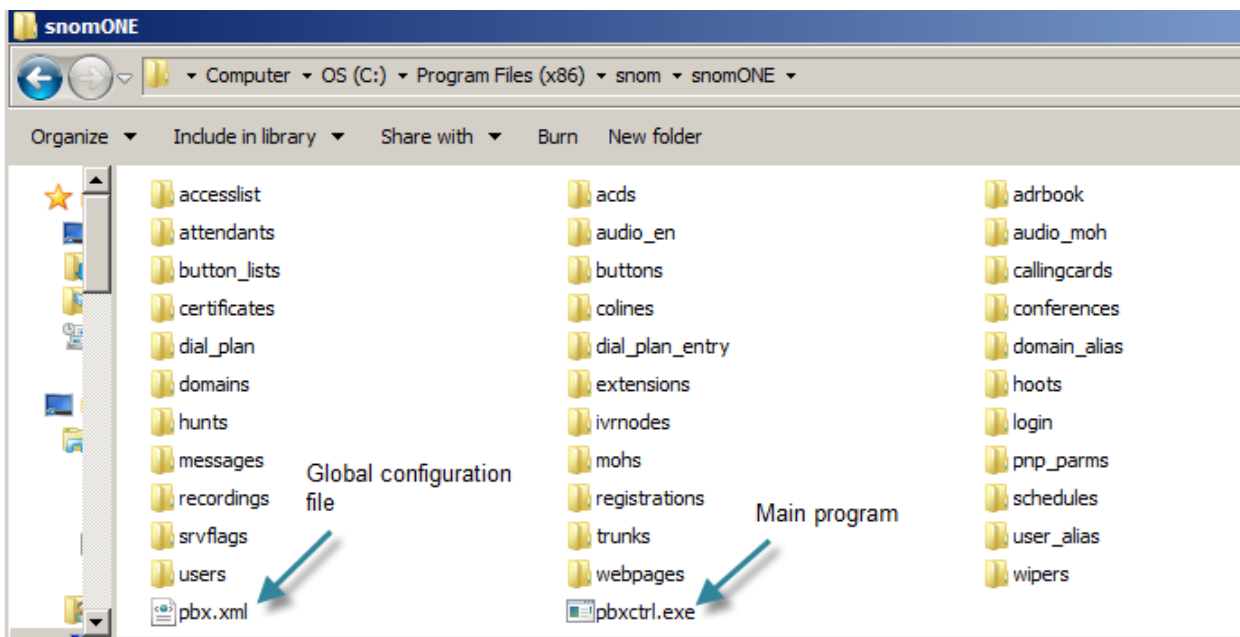 snomONE
Computer OS (C:) Program Files (x86) snom snomONE
Organize Include in library Share with Burn New folder
accesslist acds adrbook
attendants audio_en audio_moh
button_lists buttons callingcards
certificates colines conferences
dial_plan dial_plan_entry domain_alias
domains extensions hoots
hunts ivrnodes login
messages mohs pnp_parms
Global configuration
file
recordings registrations schedules
Main program
srvflags trunks user_alias
users webpages wipers
pbx.xml pbxctrl.exe